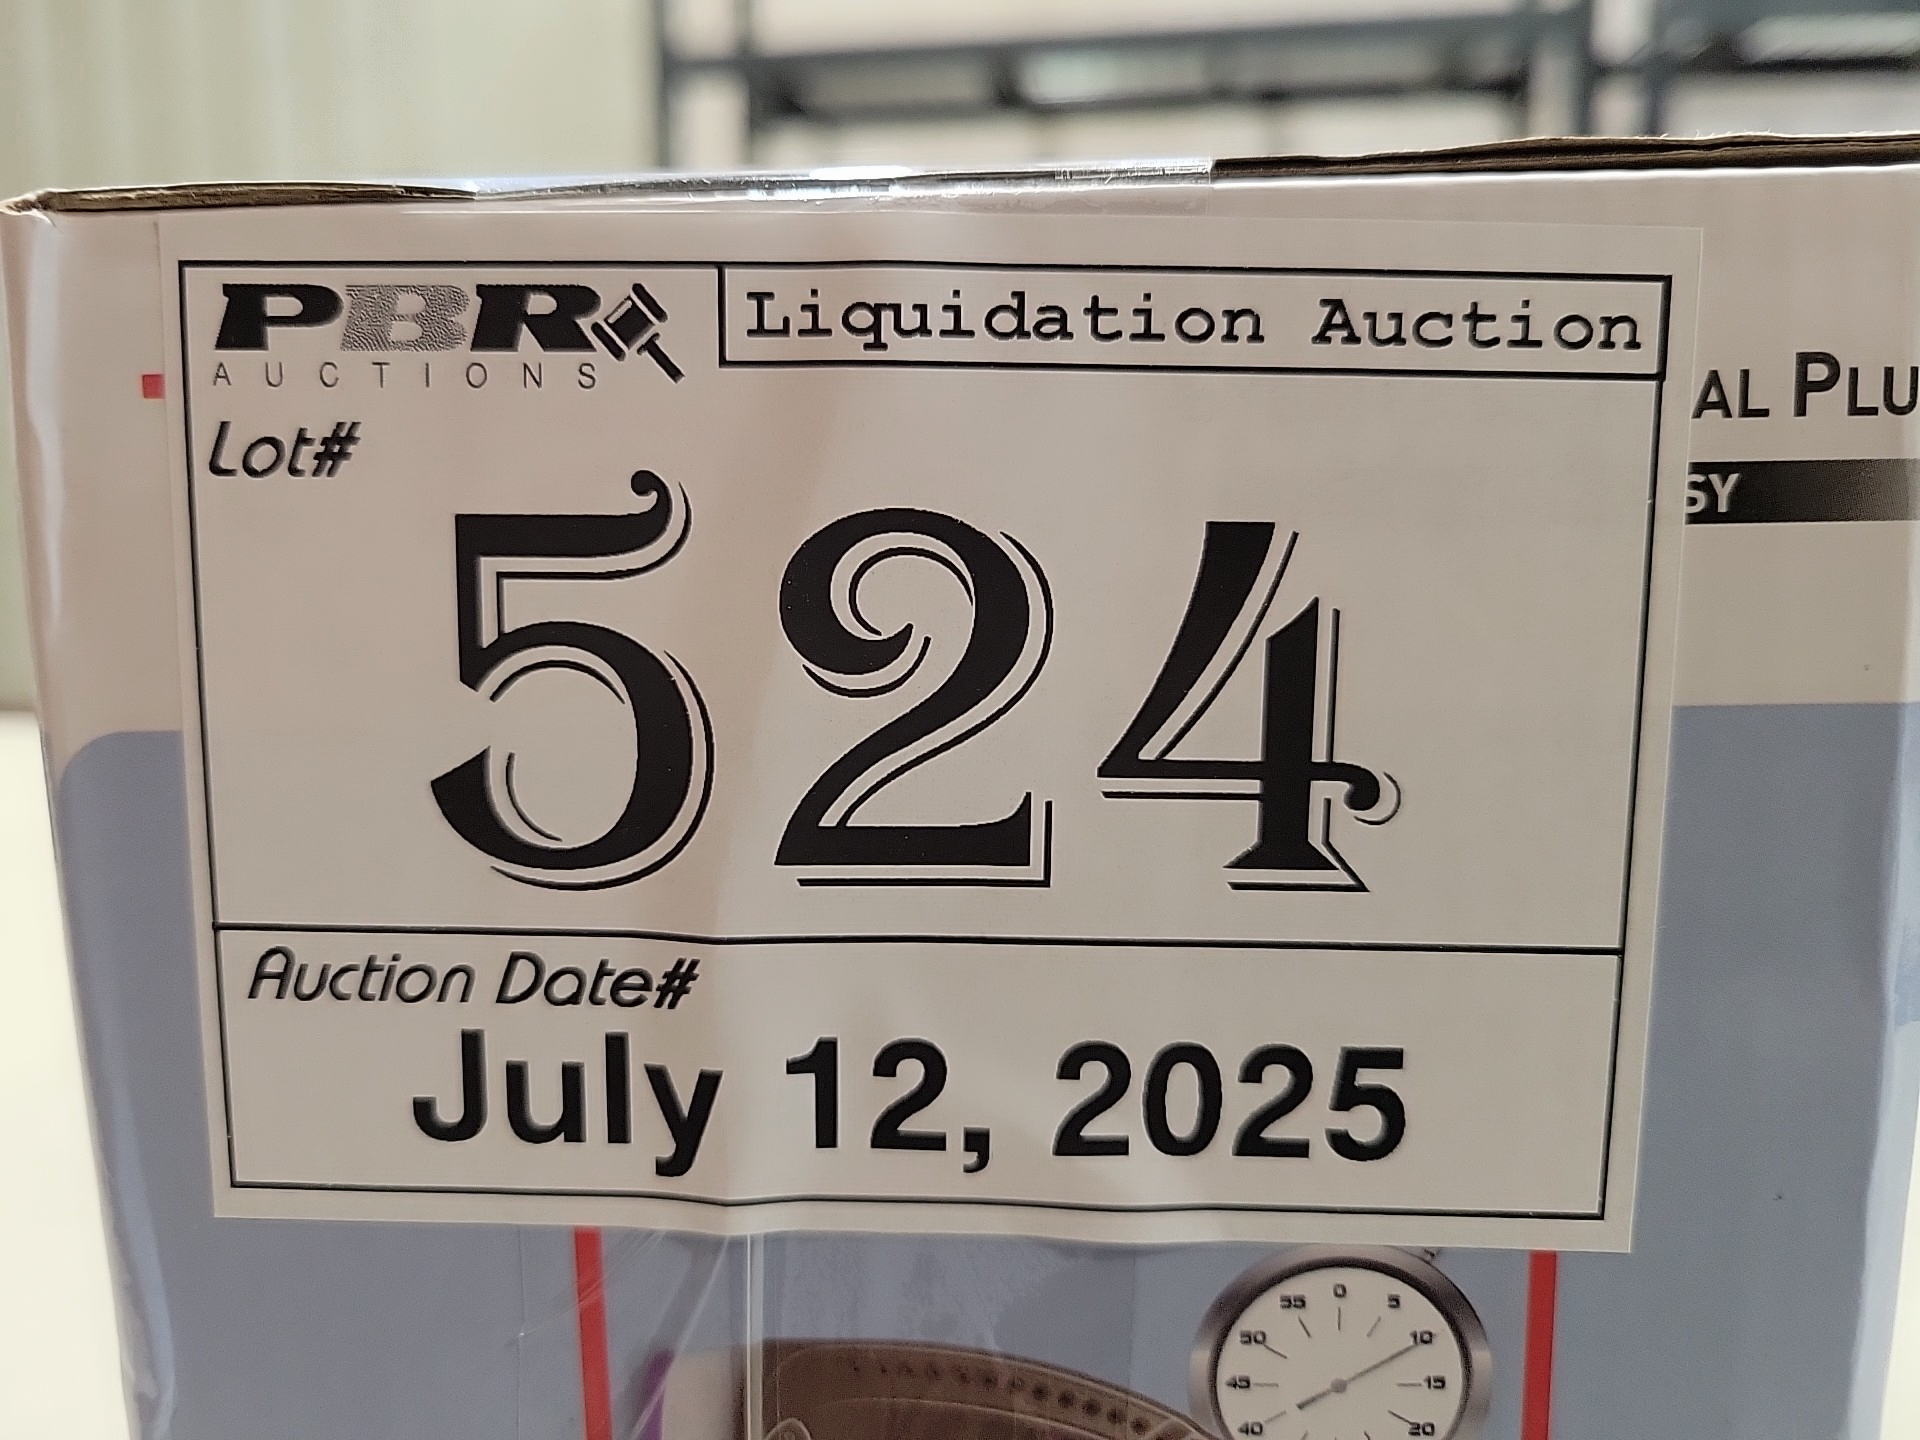 PBR
AUCTIONS
Liquidation Auction
Lot#
524
Auction Date#
July 12, 2025
AL PLU
SY
0
55 5
50 10
45 15
40 20